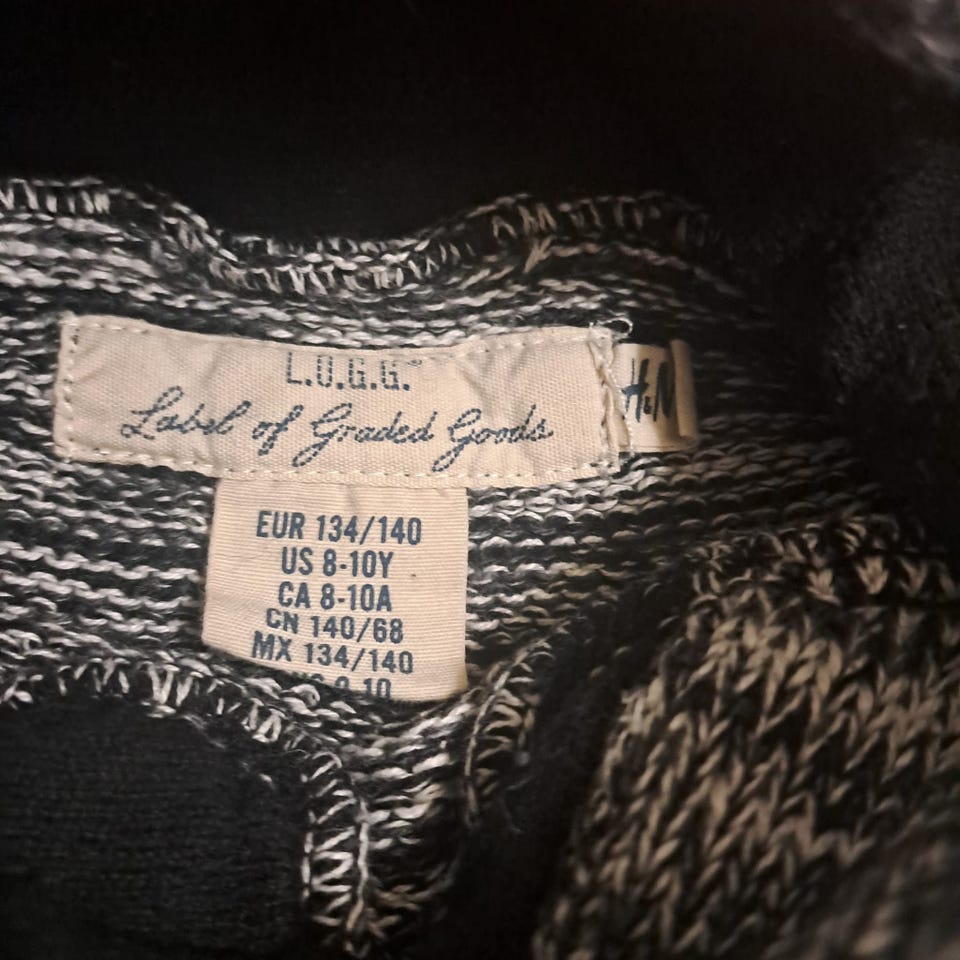 L.O.G.G.™
Label of Graded Goods
H&M
EUR 134/140
US 8-10Y
CA 8-10A
CN 140/68
MX 134/140